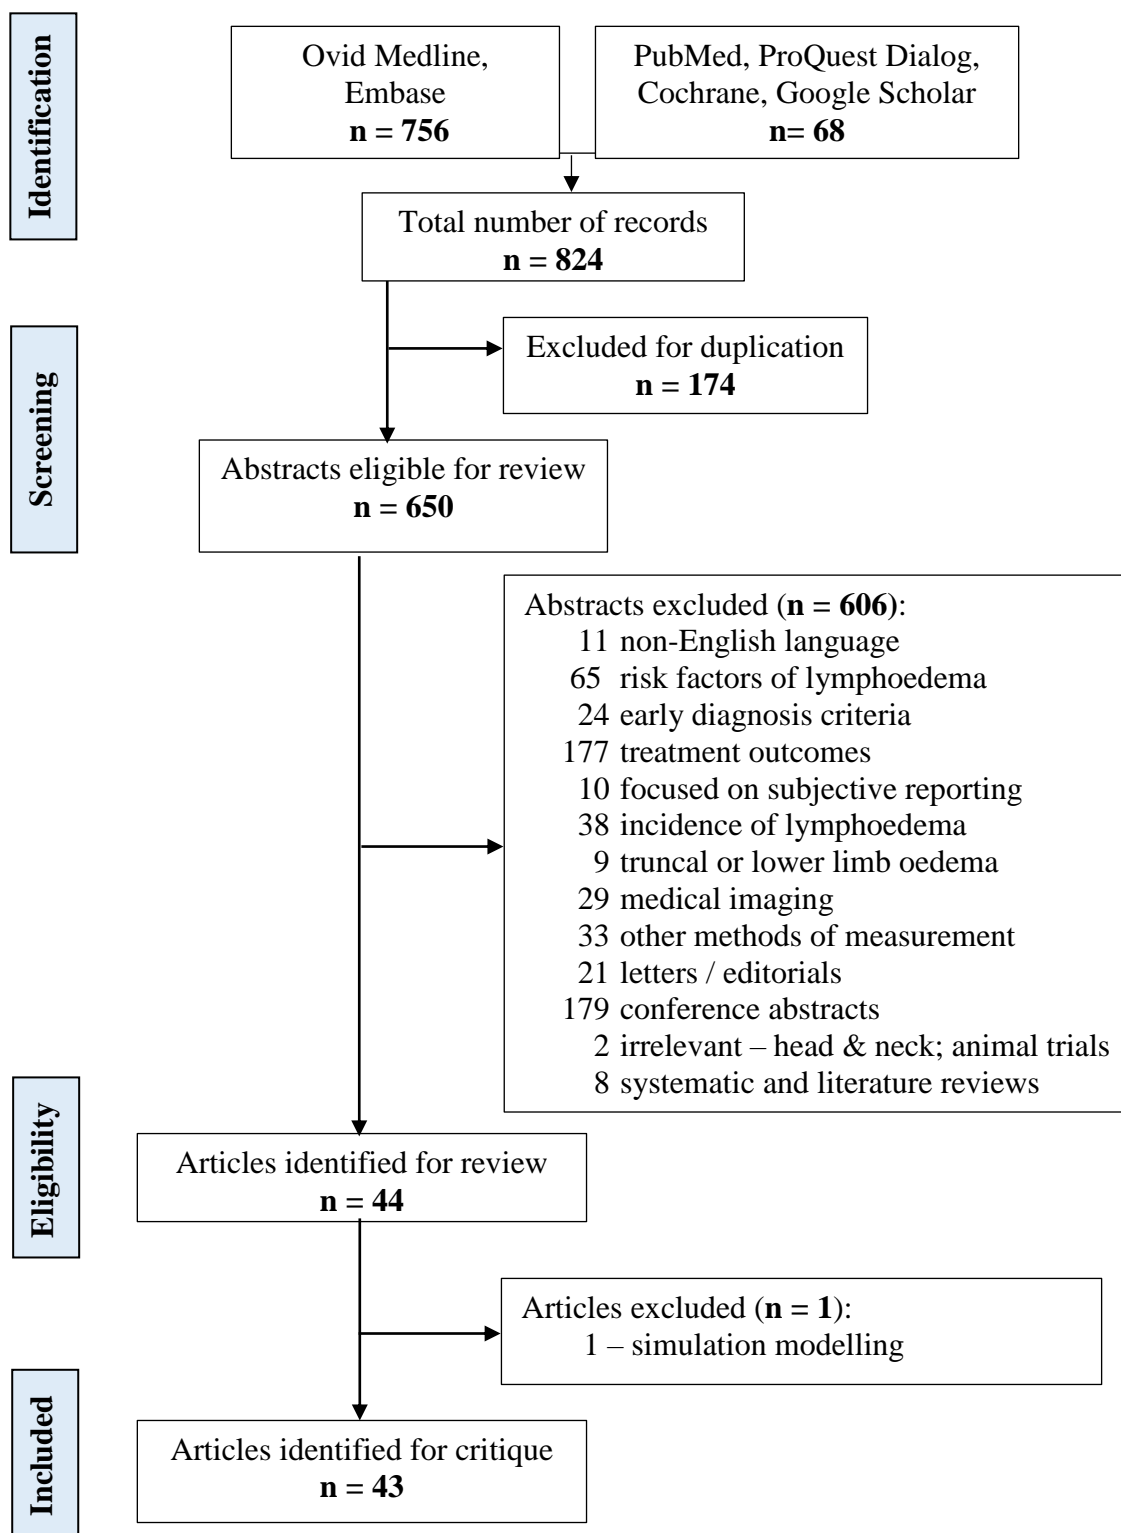 Identification
Ovid Medline,
Embase
n = 756
PubMed, ProQuest Dialog,
Cochrane, Google Scholar
n= 68
Total number of records
n = 824
Screening
Excluded for duplication
n = 174
Abstracts eligible for review
n = 650
Abstracts excluded (n = 606):
11 non-English language
65 risk factors of lymphoedema
24 early diagnosis criteria
177 treatment outcomes
10 focused on subjective reporting
38 incidence of lymphoedema
9 truncal or lower limb oedema
29 medical imaging
33 other methods of measurement
21 letters / editorials
179 conference abstracts
2 irrelevant – head & neck; animal trials
8 systematic and literature reviews
Eligibility
Articles identified for review
n = 44
Articles excluded (n = 1):
1 – simulation modelling
Included
Articles identified for critique
n = 43